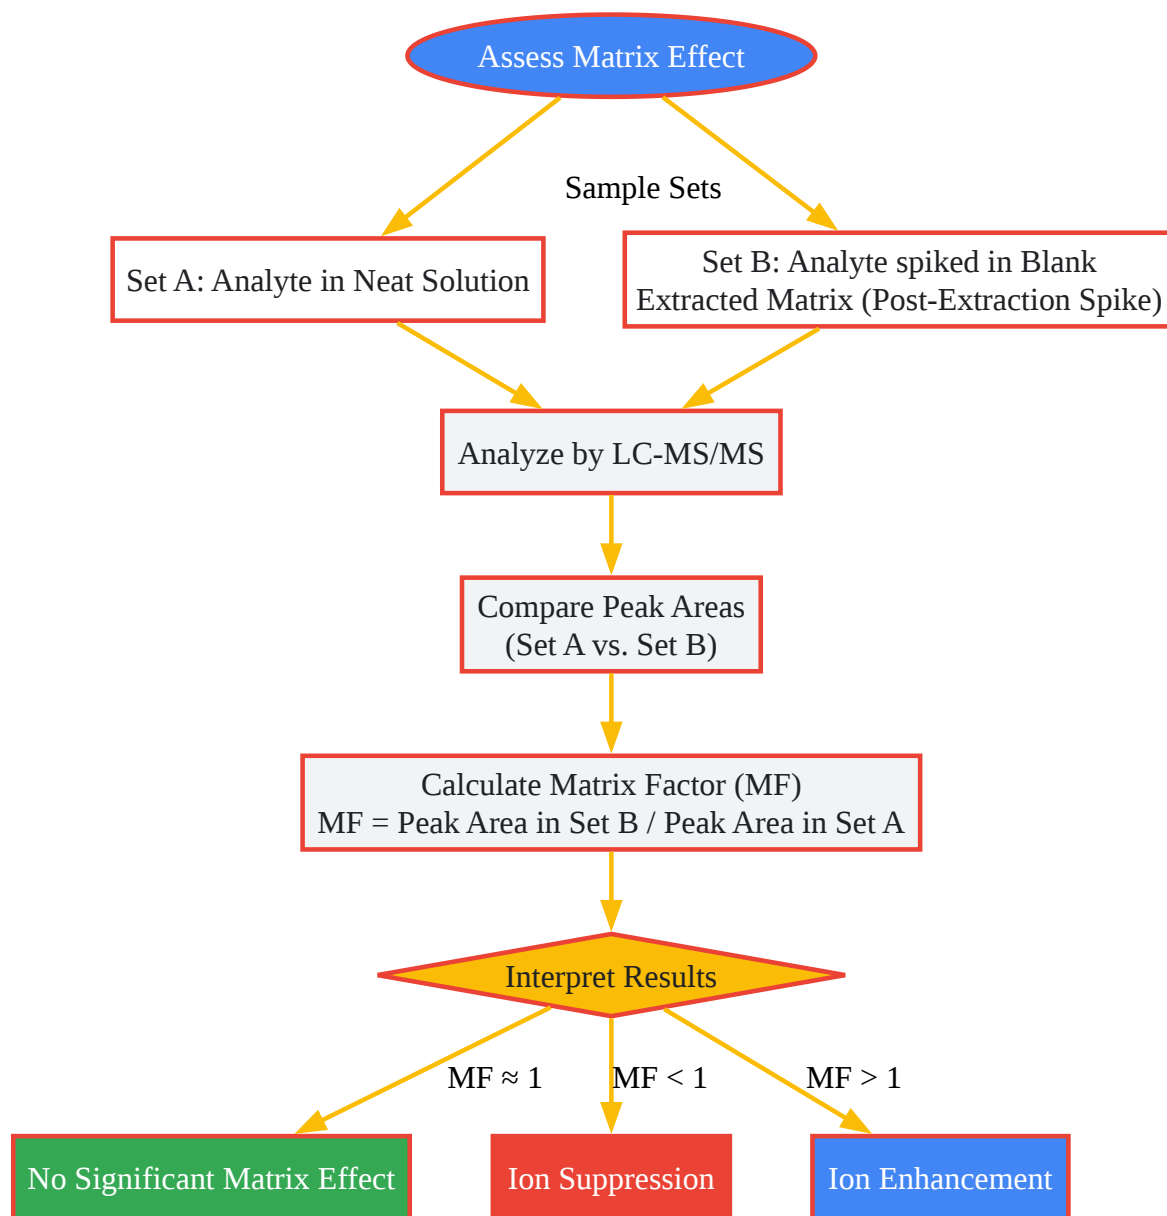 Assess Matrix Effect
Sample Sets
Set A: Analyte in Neat Solution
Set B: Analyte spiked in Blank
Extracted Matrix (Post-Extraction Spike)
Analyze by LC-MS/MS
Compare Peak Areas
(Set A vs. Set B)
Calculate Matrix Factor (MF)
MF = Peak Area in Set B / Peak Area in Set A
Interpret Results
MF ≈ 1
MF < 1
MF > 1
No Significant Matrix Effect
Ion Suppression
Ion Enhancement